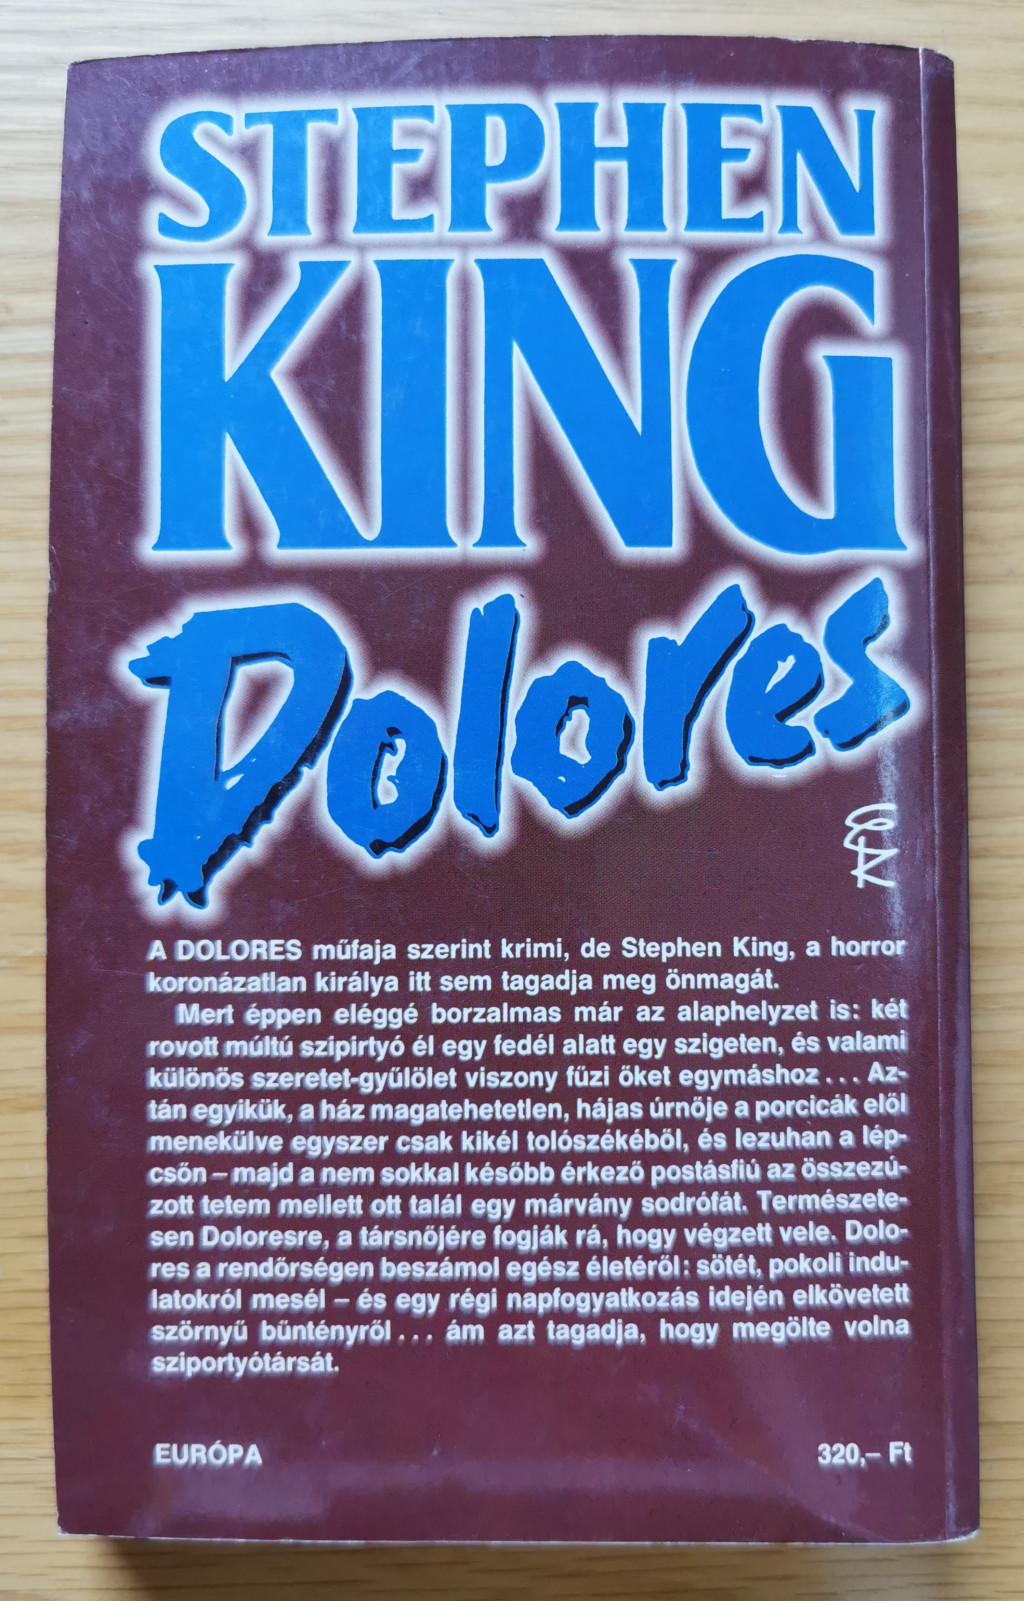 STEPHEN
KING
Dolores
A DOLORES műfaja szerint krimi, de Stephen King, a horror
koronázatlan királya itt sem tagadja meg önmagát.
Mert éppen eléggé borzalmas már az alaphelyzet is: két
rovott múltú szipirtyó él egy fedél alatt egy szigeten, és valami
különös szeretet-gyűlölet viszony fűzi őket egymáshoz... Az-
tán egyikük, a ház magatehetetlen, hájas úrnője a porcicák elől
menekülve egyszer csak kikél tolószékéből, és lezuhan a lép-
csőn – majd a nem sokkal később érkező postásfiú az összezú-
zott tetem mellett ott talál egy márvány sodrófát. Természete-
sen Doloresre, a társnőjére fogják rá, hogy végzett vele. Dolo-
res a rendőrségen beszámol egész életéről: sötét, pokoli indu-
latokról mesél – és egy régi napfogyatkozás idején elkövetett
szörnyű bűntényről... ám azt tagadja, hogy megölte volna
sziportyótársát.
EURÓPA
320,– Ft